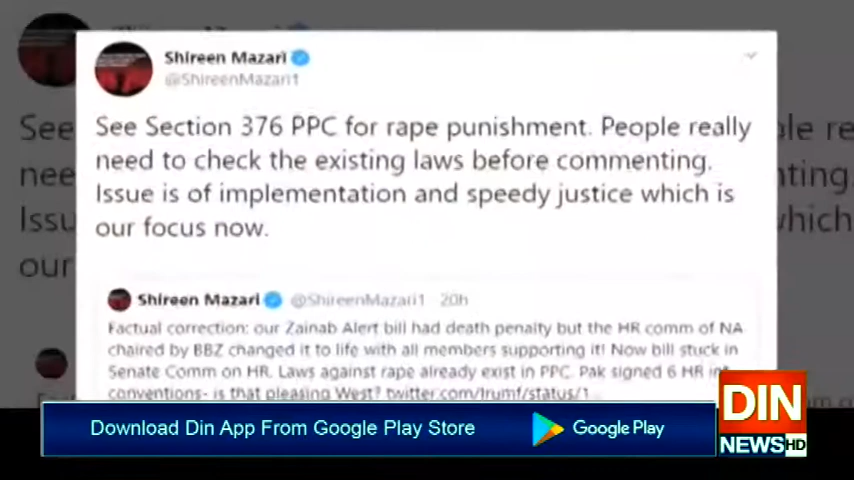 Shireen Mazari
@ShireenMazari1
See Section 376 PPC for rape punishment. People really
need to check the existing laws before commenting.
Issue is of implementation and speedy justice which is
our focus now.
Shireen Mazari @ShireenMazari1 20h
Factual correction: our Zainab Alert bill had death penalty but the HR comm of NA
chaired by BBZ changed it to life with all members supporting it! Now bill stuck in
Senate Comm on HR. Laws against rape already exist in PPC. Pak signed 6 HR int
conventions- is that pleasing West? twitter.com/Irumf/status/1
Download Din App From Google Play Store
Google Play
DIN
NEWS HD